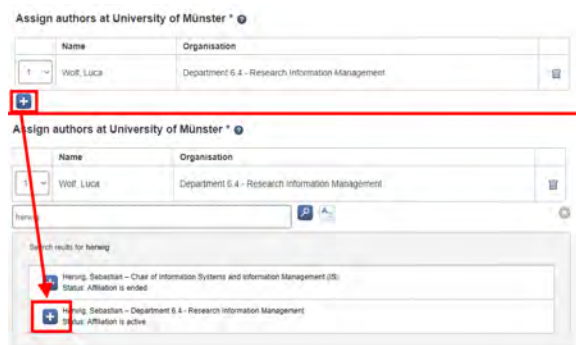 Assign authors at University of Münster *
Name Organisation
1 Wolf, Luca Department 6.4 - Research Information Management
Assign authors at University of Münster *
Name Organisation
1 Wolf, Luca Department 6.4 - Research Information Management
herwig
Search results for herwig
Herwig, Sebastian – Chair of Information Systems and Information Management (IS)
Status: Affiliation is ended
Herwig, Sebastian – Department 6.4 - Research Information Management
Status: Affiliation is active